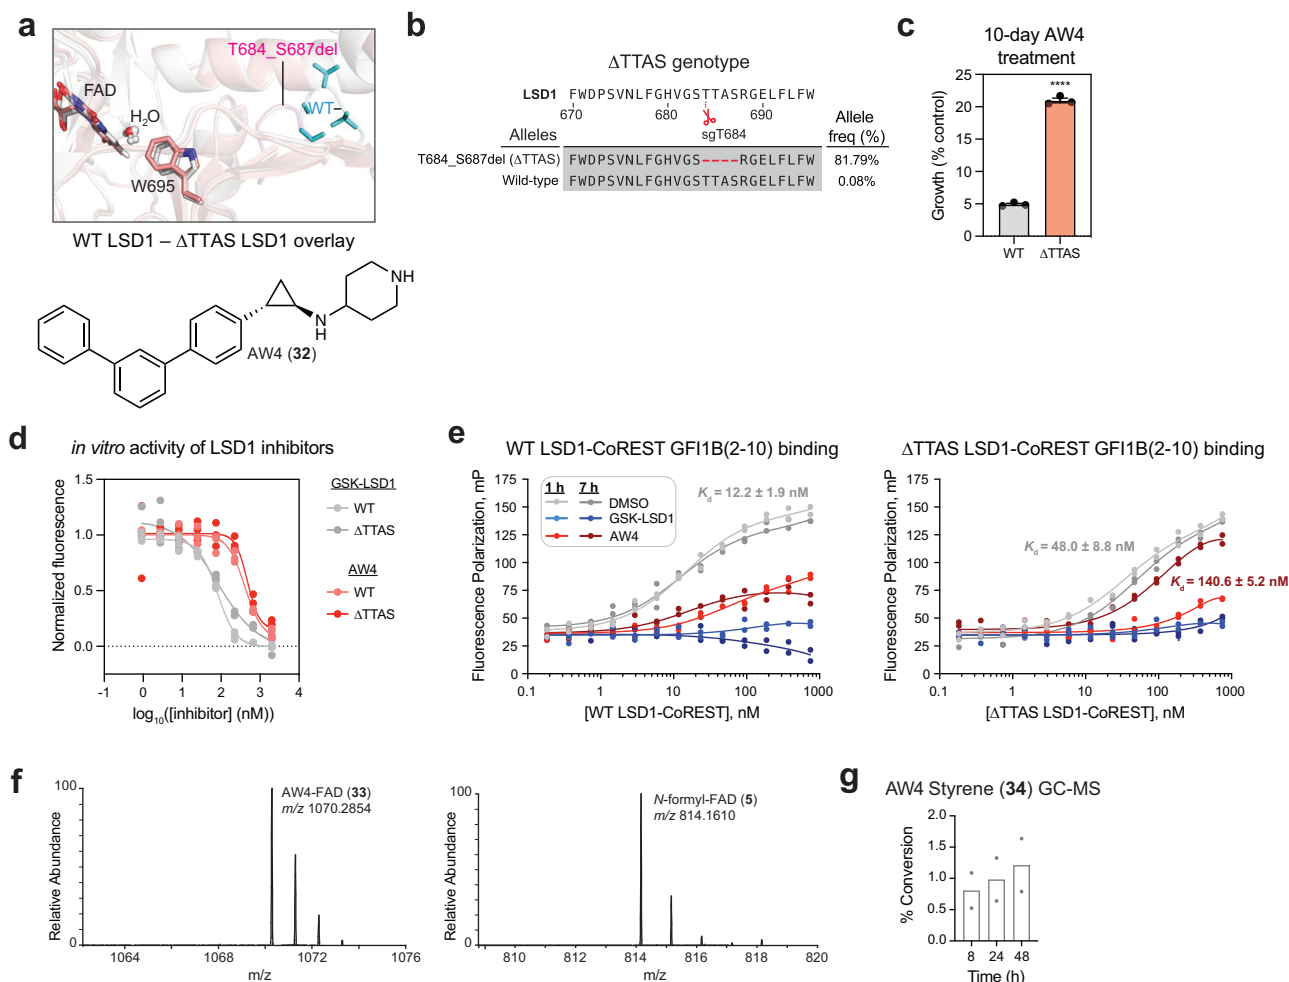 a
T684_S687del
FAD
H2O
WT
W695
WT LSD1 – ΔTTAS LSD1 overlay
NH
N
H
AW4 (32)
b
ΔTTAS genotype
LSD1 FWDPSVNLFGHVGSTTASRGELFLFW
670 680 690
sgT684
Alleles
Allele
freq (%)
T684_S687del (ΔTTAS) FWDPSVNLFGHVGS----RGELFLFW 81.79%
Wild-type FWDPSVNLFGHVGSTTASRGELFLFW 0.08%
c
10-day AW4
treatment
Growth (% control)
25
20
15
10
5
0
****
WT ΔTTAS
d
in vitro activity of LSD1 inhibitors
Normalized fluorescence
1.5
1.0
0.5
0.0
-1 0 1 2 3 4
log10([inhibitor] (nM))
GSK-LSD1
WT
ΔTTAS
AW4
WT
ΔTTAS
e
WT LSD1-CoREST GFI1B(2-10) binding
Fluorescence Polarization, mP
175
150
125
100
75
50
25
0
1 h 7 h
DMSO
GSK-LSD1
AW4
Kd = 12.2 ± 1.9 nM
0.1 1 10 100 1000
[WT LSD1-CoREST], nM
ΔTTAS LSD1-CoREST GFI1B(2-10) binding
Fluorescence Polarization, mP
175
150
125
100
75
50
25
0
Kd = 48.0 ± 8.8 nM
Kd = 140.6 ± 5.2 nM
0.1 1 10 100 1000
[ΔTTAS LSD1-CoREST], nM
f
Relative Abundance
100
0
AW4-FAD (33)
m/z 1070.2854
1064 1068 1072 1076
m/z
Relative Abundance
100
0
N-formyl-FAD (5)
m/z 814.1610
810 812 814 816 818 820
m/z
g
AW4 Styrene (34) GC-MS
% Conversion
2.0
1.5
1.0
0.5
0.0
8 24 48
Time (h)